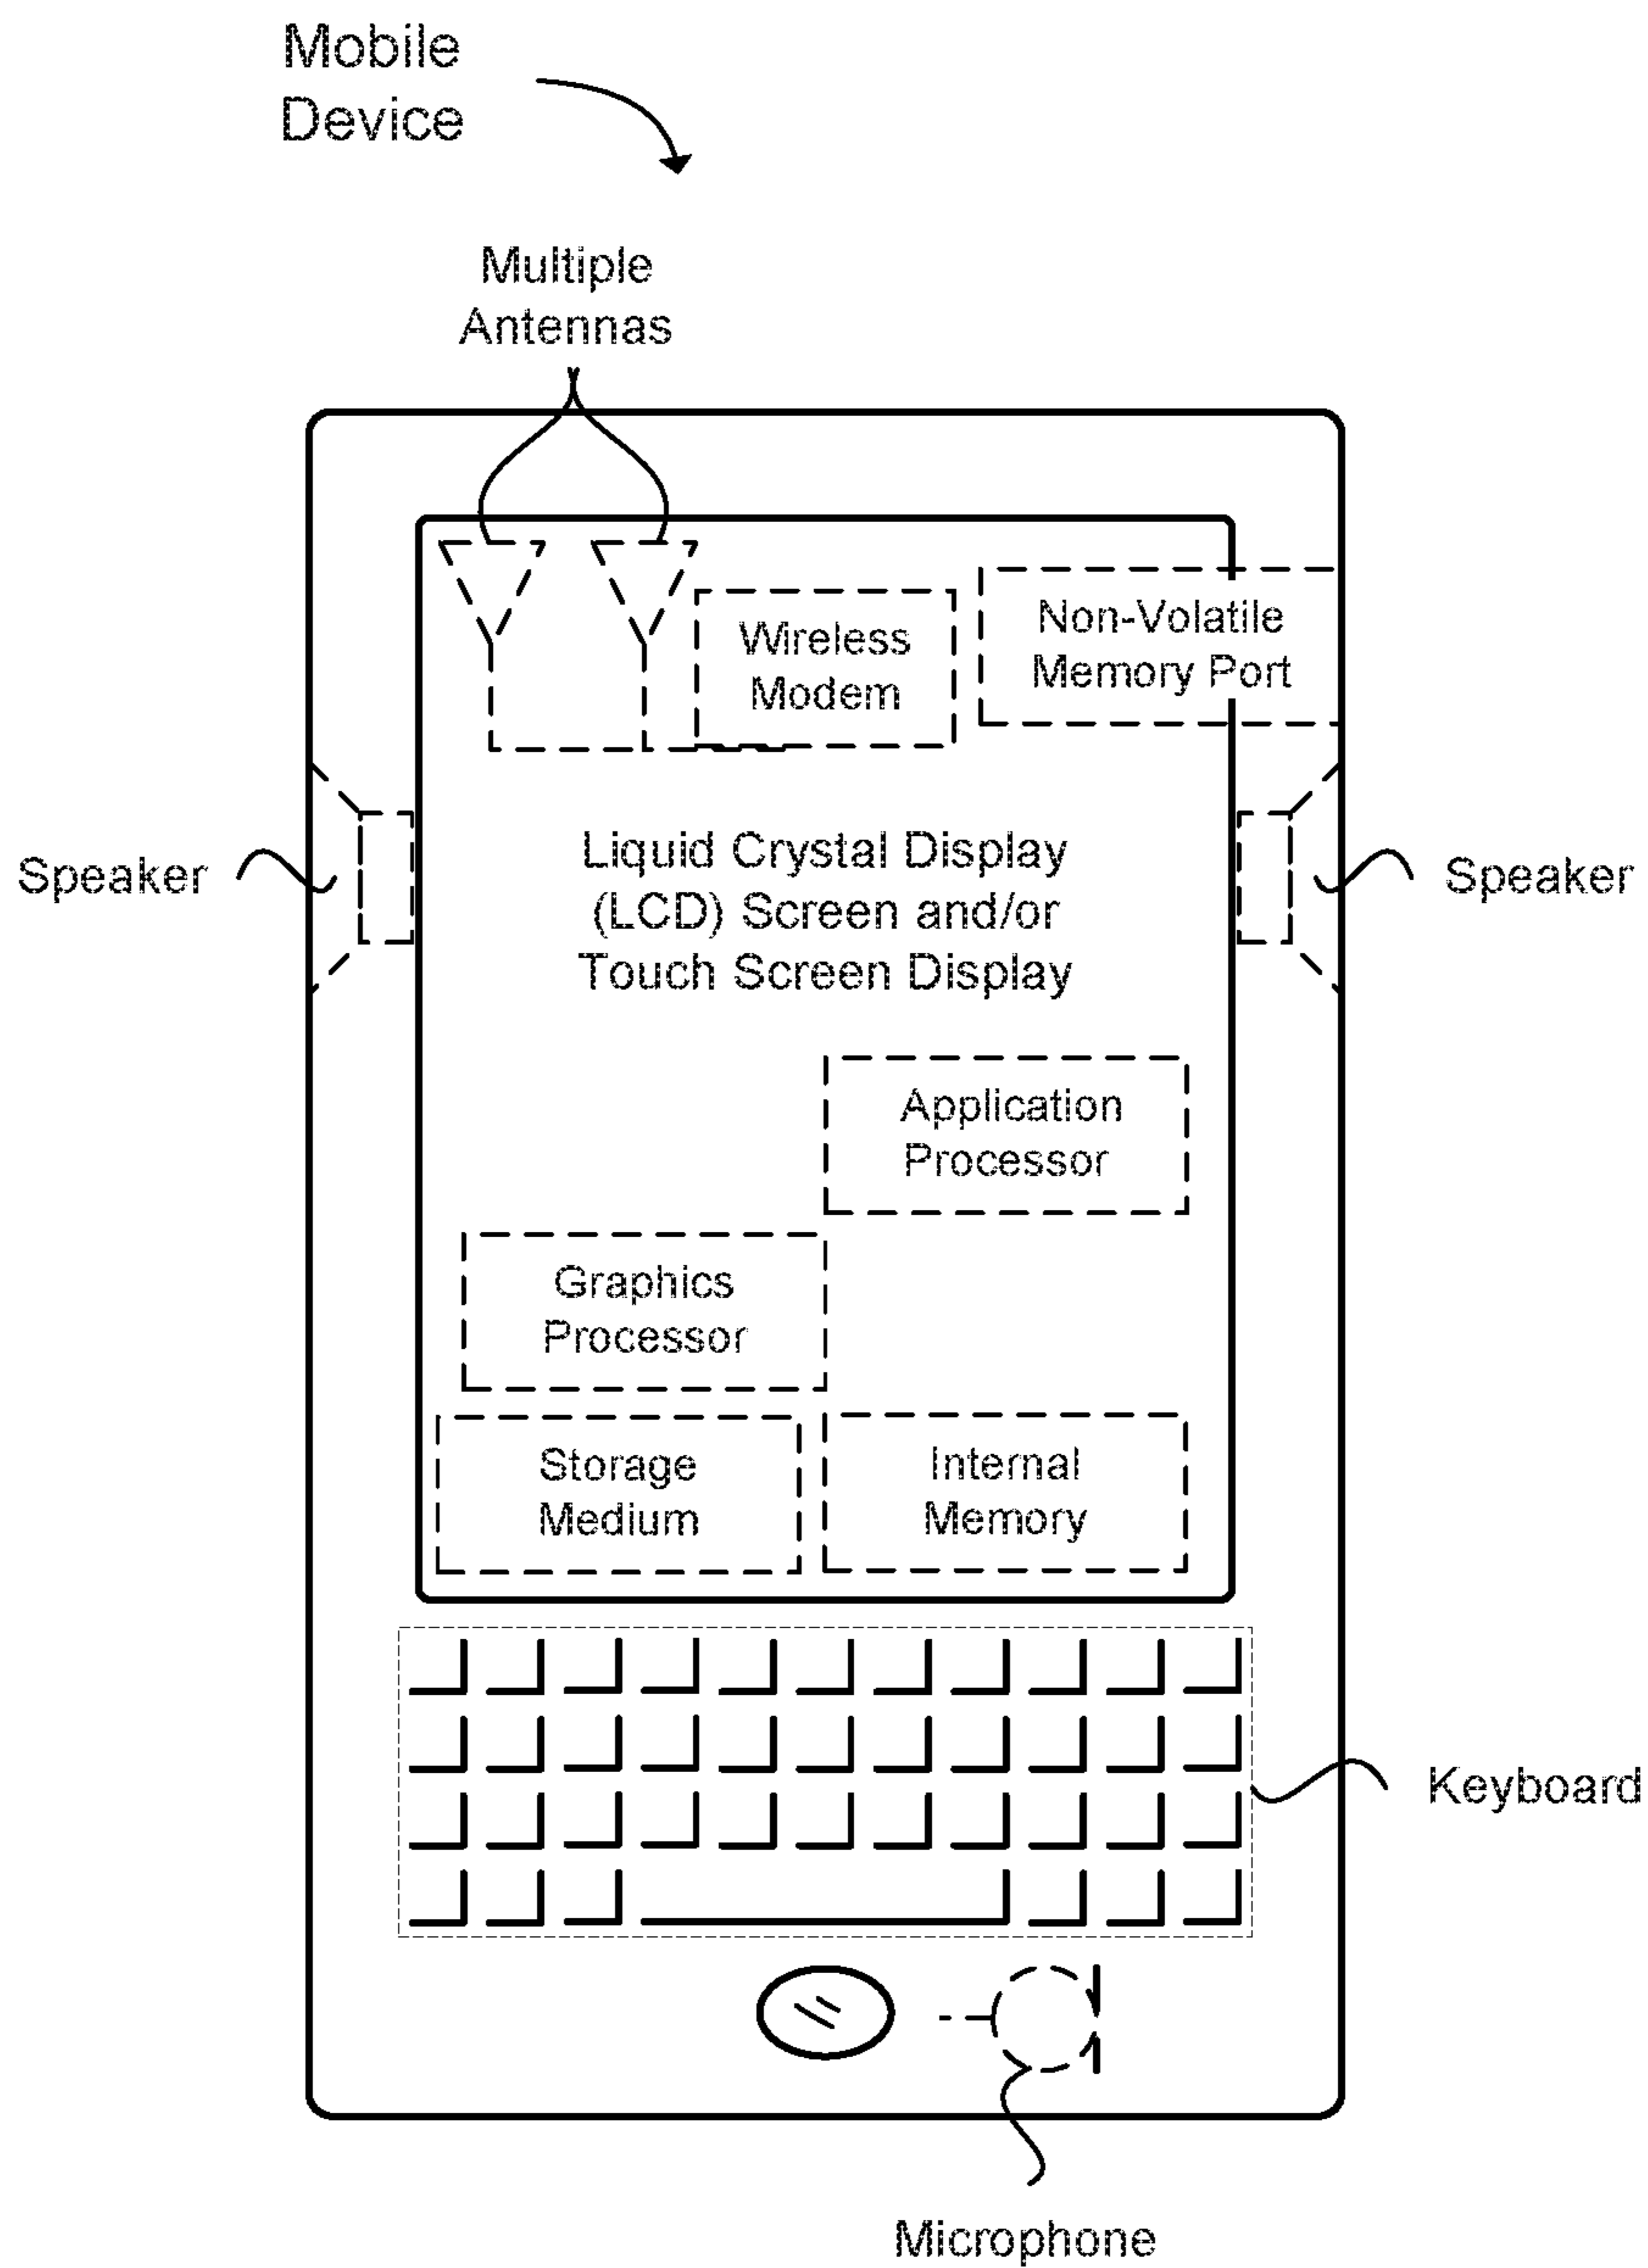 Mobile
Device
Multiple
Antennas
Wireless
Modem
Non-Volatile
Memory Port
Speaker
Liquid Crystal Display
(LCD) Screen and/or
Touch Screen Display
Speaker
Application
Processor
Graphics
Processor
Storage
Medium
Internal
Memory
Keyboard
Microphone